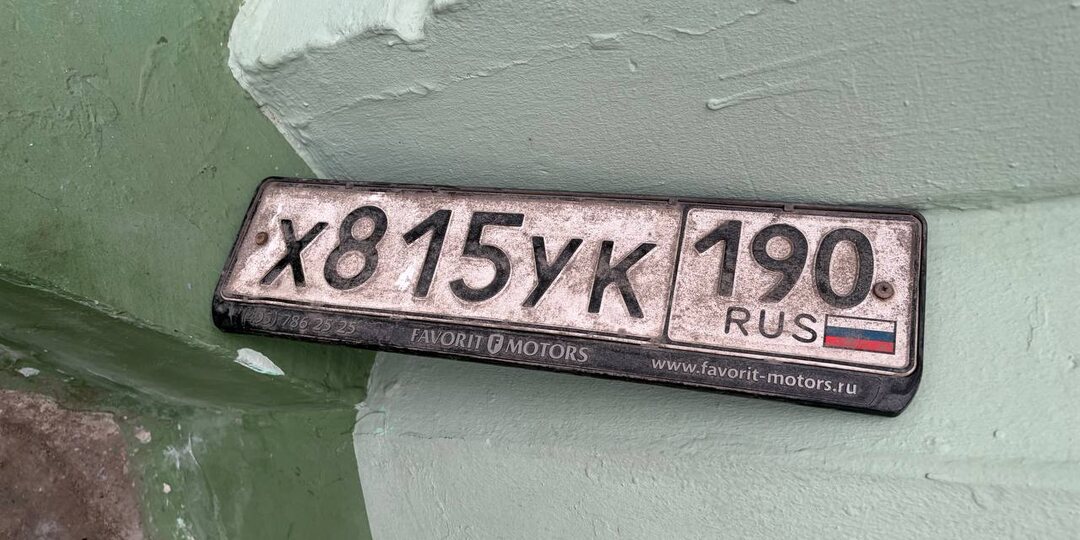 Х815УК 190
RUS
786 25 25 FAVORIT MOTORS www.favorit-motors.ru